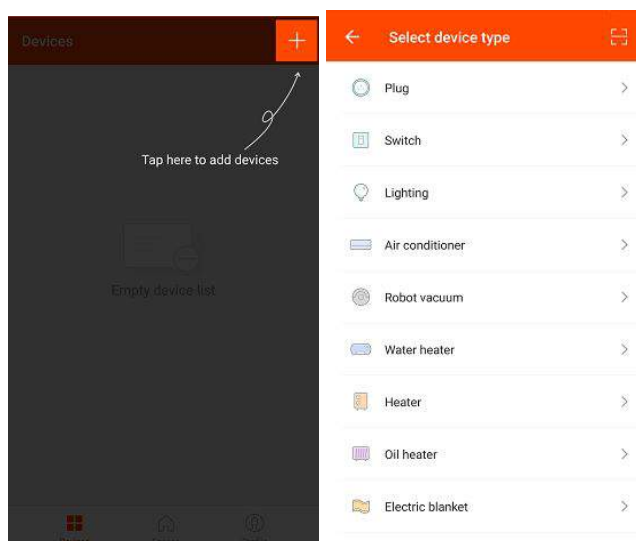 Devices
Tap here to add devices
Empty device list
Select device type
Plug
Switch
Lighting
Air conditioner
Robot vacuum
Water heater
Heater
Oil heater
Electric blanket